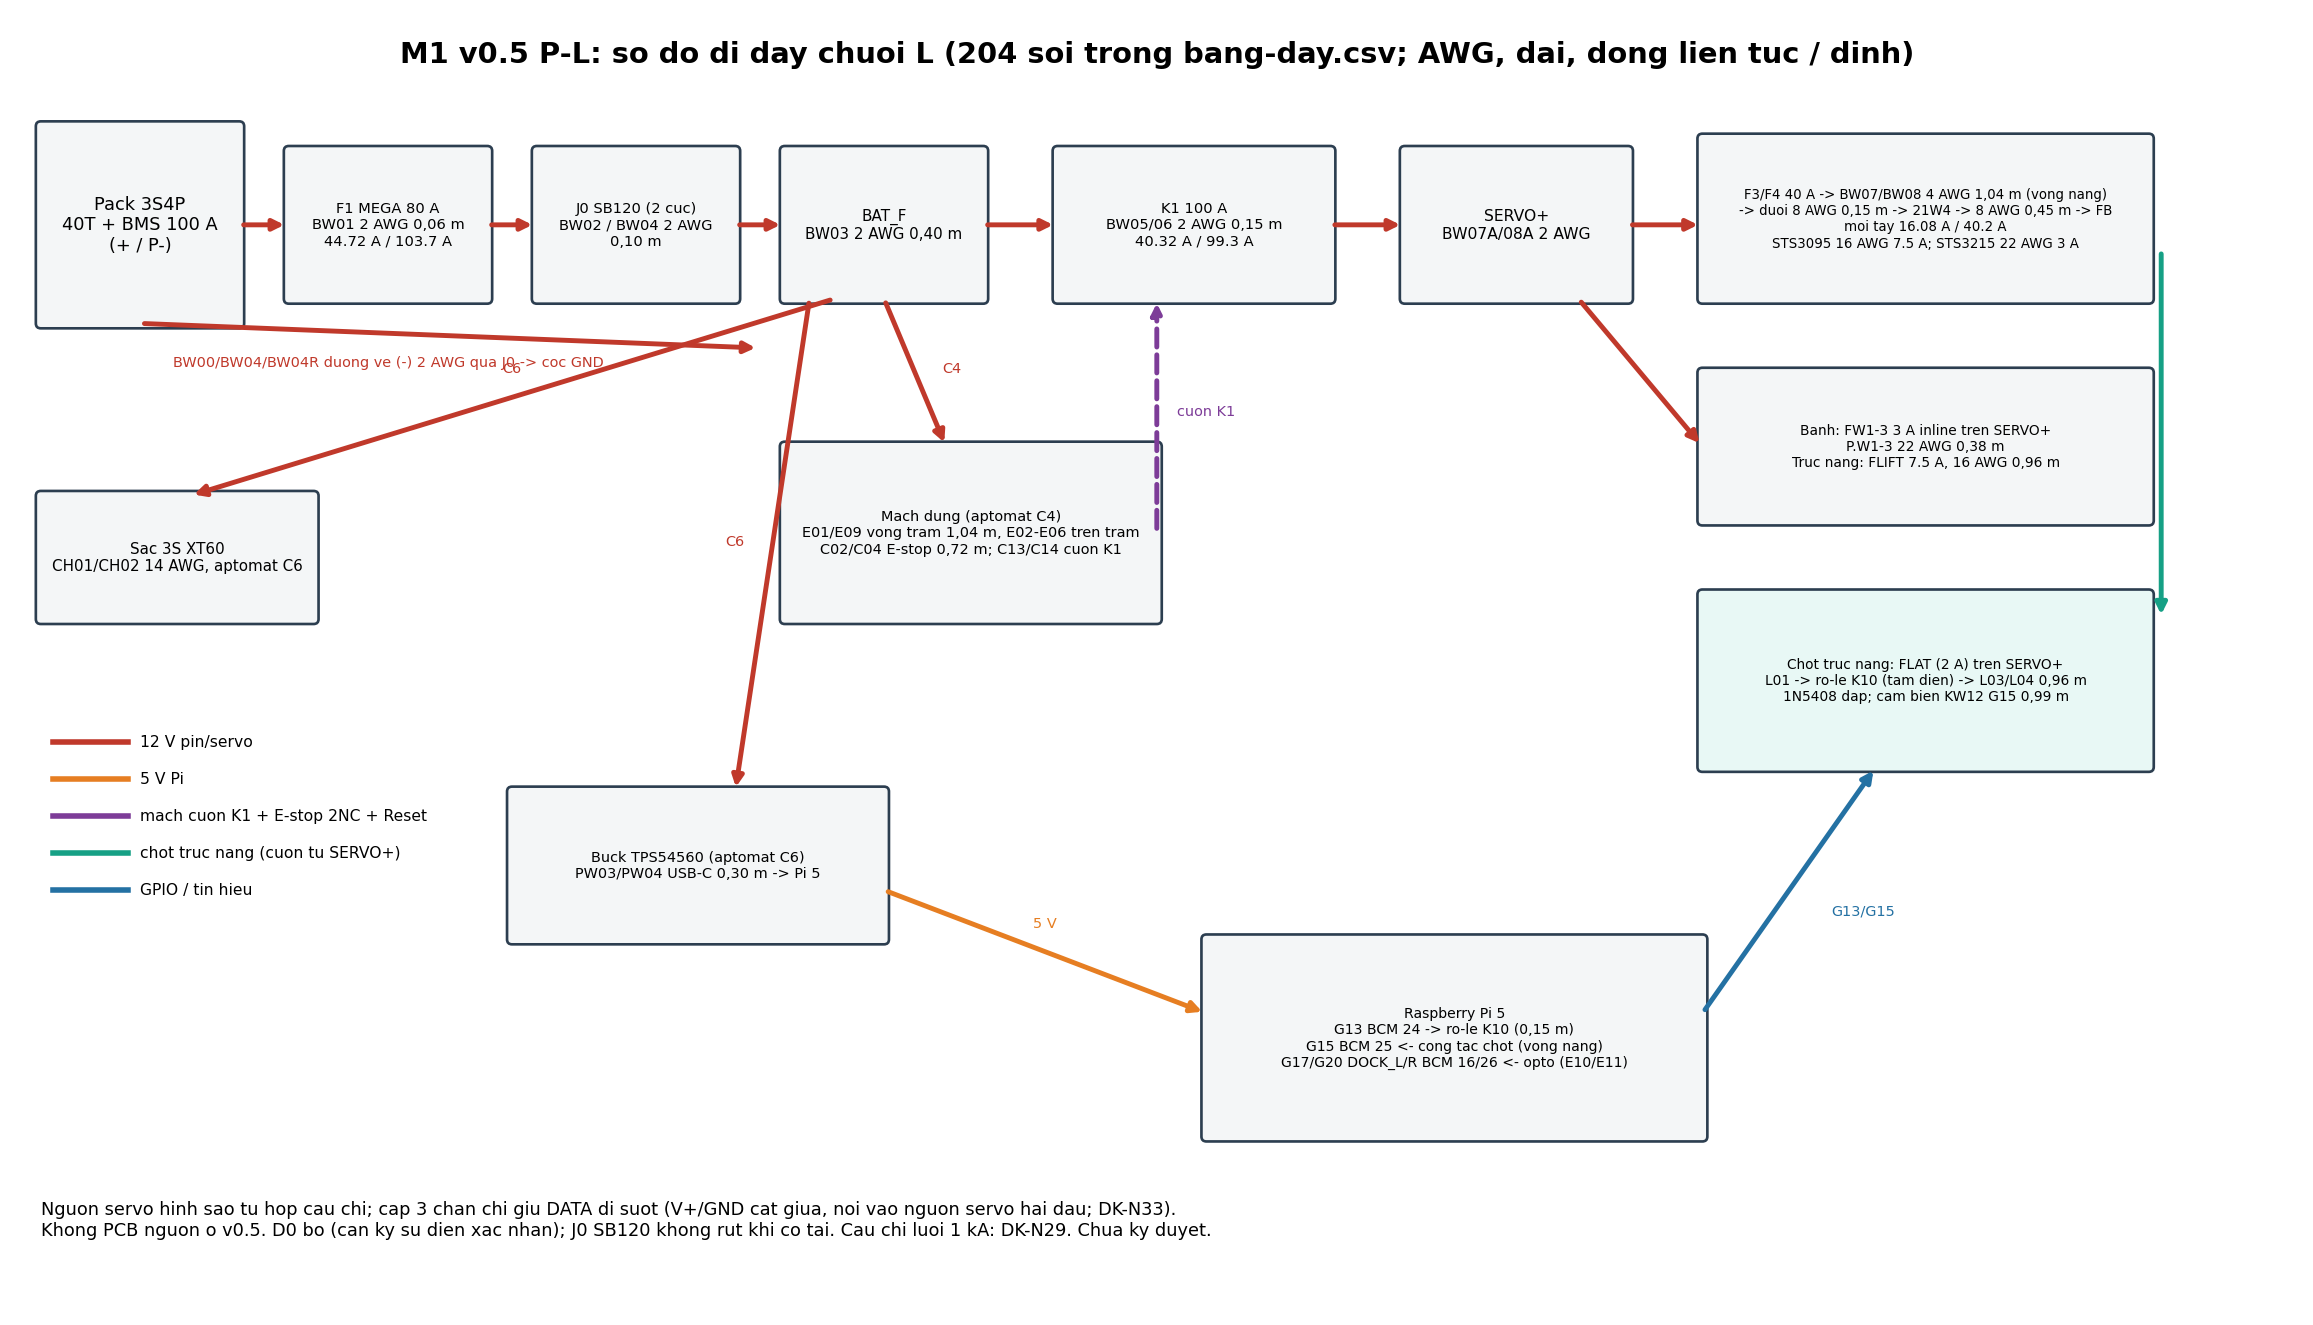 M1 v0.5 P-L: so do di day chuoi L (204 soi trong bang-day.csv; AWG, dai, dong lien tuc / dinh)
Pack 3S4P
40T + BMS 100 A
(+ / P-)
F1 MEGA 80 A
BW01 2 AWG 0,06 m
44.72 A / 103.7 A
J0 SB120 (2 cuc)
BW02 / BW04 2 AWG
0,10 m
BAT_F
BW03 2 AWG 0,40 m
K1 100 A
BW05/06 2 AWG 0,15 m
40.32 A / 99.3 A
SERVO+
BW07A/08A 2 AWG
F3/F4 40 A -> BW07/BW08 4 AWG 1,04 m (vong nang)
-> duoi 8 AWG 0,15 m -> 21W4 -> 8 AWG 0,45 m -> FB
moi tay 16.08 A / 40.2 A
STS3095 16 AWG 7.5 A; STS3215 22 AWG 3 A
BW00/BW04/BW04R duong ve (-) 2 AWG qua J0 -> coc GND
C6
C4
cuon K1
Banh: FW1-3 3 A inline tren SERVO+
P.W1-3 22 AWG 0,38 m
Truc nang: FLIFT 7.5 A, 16 AWG 0,96 m
Sac 3S XT60
CH01/CH02 14 AWG, aptomat C6
C6
Mach dung (aptomat C4)
E01/E09 vong tram 1,04 m, E02-E06 tren tram
C02/C04 E-stop 0,72 m; C13/C14 cuon K1
Chot truc nang: FLAT (2 A) tren SERVO+
L01 -> ro-le K10 (tam dien) -> L03/L04 0,96 m
1N5408 dap; cam bien KW12 G15 0,99 m
12 V pin/servo
5 V Pi
mach cuon K1 + E-stop 2NC + Reset
chot truc nang (cuon tu SERVO+)
GPIO / tin hieu
Buck TPS54560 (aptomat C6)
PW03/PW04 USB-C 0,30 m -> Pi 5
5 V
G13/G15
Raspberry Pi 5
G13 BCM 24 -> ro-le K10 (0,15 m)
G15 BCM 25 <- cong tac chot (vong nang)
G17/G20 DOCK_L/R BCM 16/26 <- opto (E10/E11)
Nguon servo hinh sao tu hop cau chi; cap 3 chan chi giu DATA di suot (V+/GND cat giua, noi vao nguon servo hai dau; DK-N33).
Khong PCB nguon o v0.5. D0 bo (can ky su dien xac nhan); J0 SB120 khong rut khi co tai. Cau chi luoi 1 kA: DK-N29. Chua ky duyet.